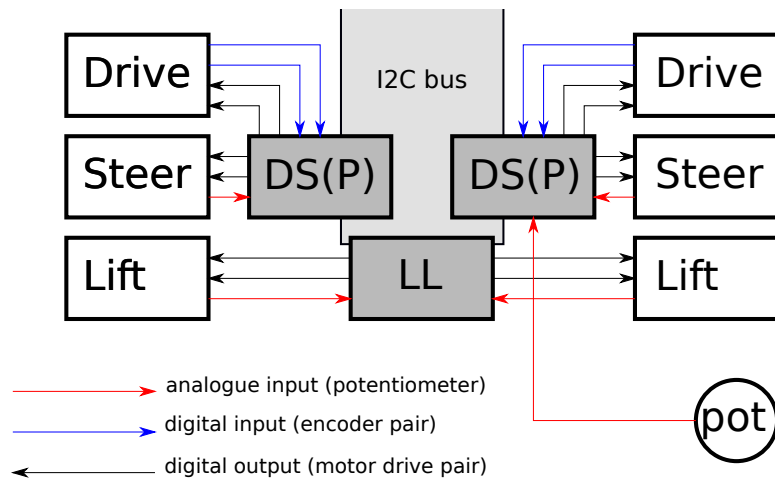 Drive
I2C bus
Drive
Steer
DS(P)
DS(P)
Steer
Lift
LL
Lift
analogue input (potentiometer)
digital input (encoder pair)
pot
digital output (motor drive pair)